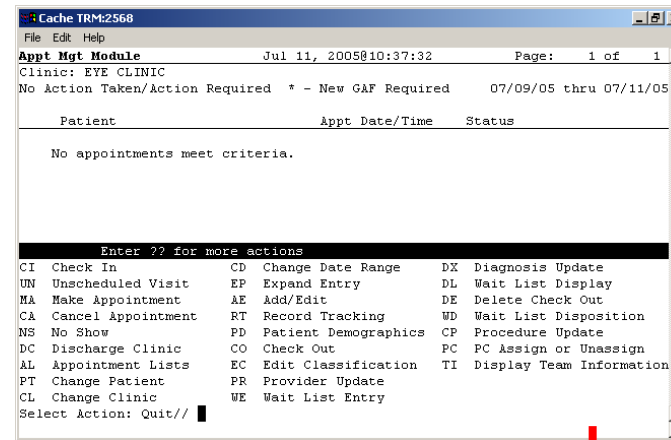 Cache TRM:2568
File Edit Help
Appt Mgt Module Jul 11, 2005@10:37:32 Page: 1 of 1
Clinic: EYE CLINIC
No Action Taken/Action Required * - New GAF Required 07/09/05 thru 07/11/05
Patient Appt Date/Time Status
No appointments meet criteria.
Enter ?? for more actions
CI Check In CD Change Date Range DX Diagnosis Update
UN Unscheduled Visit EP Expand Entry DL Wait List Display
MA Make Appointment AE Add/Edit DE Delete Check Out
CA Cancel Appointment RT Record Tracking WD Wait List Disposition
NS No Show PD Patient Demographics CP Procedure Update
DC Discharge Clinic CO Check Out PC PC Assign or Unassign
AL Appointment Lists EC Edit Classification TI Display Team Information
PT Change Patient PR Provider Update
CL Change Clinic WE Wait List Entry
Select Action: Quit//